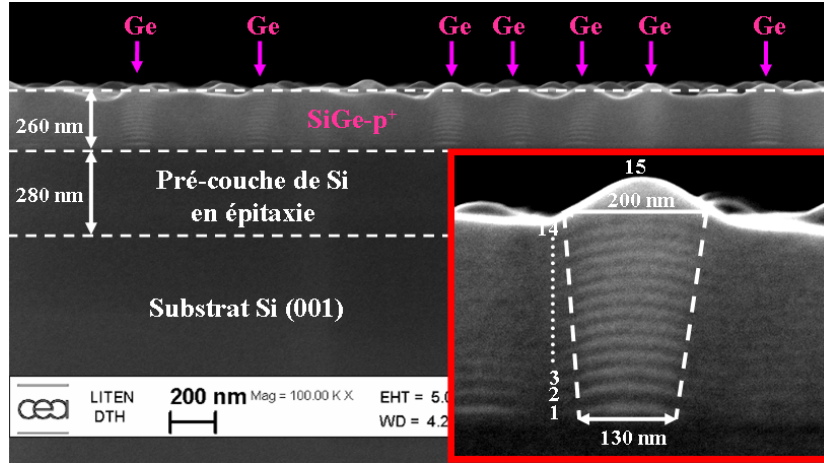 Ge Ge Ge Ge Ge Ge Ge
260 nm
SiGe-p⁺
280 nm
Pré-couche de Si
en épitaxie
Substrat Si (001)
cea
LITEN
DTH
200 nm
Mag = 100.00 K X
EHT = 5.0
WD = 4.2
15
200 nm
14
3
2
1
130 nm